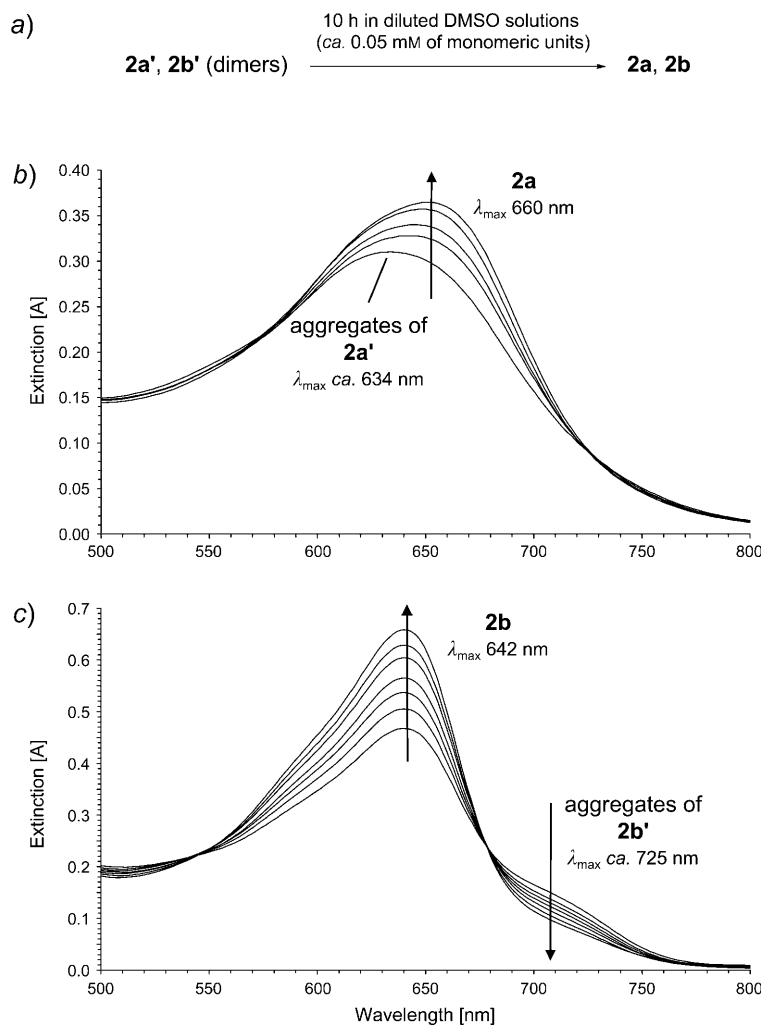 a)
10 h in diluted DMSO solutions
(ca. 0.05 mM of monomeric units)
2a', 2b' (dimers)
2a, 2b
b)
0.40
0.35
0.30
0.25
0.20
0.15
0.10
0.05
0.00
Extinction [A]
2a
λmax 660 nm
aggregates of
2a'
λmax ca. 634 nm
500
550
600
650
700
750
800
c)
0.7
0.6
0.5
0.4
0.3
0.2
0.1
0.0
Extinction [A]
2b
λmax 642 nm
aggregates of
2b'
λmax ca. 725 nm
500
550
600
650
700
750
800
Wavelength [nm]